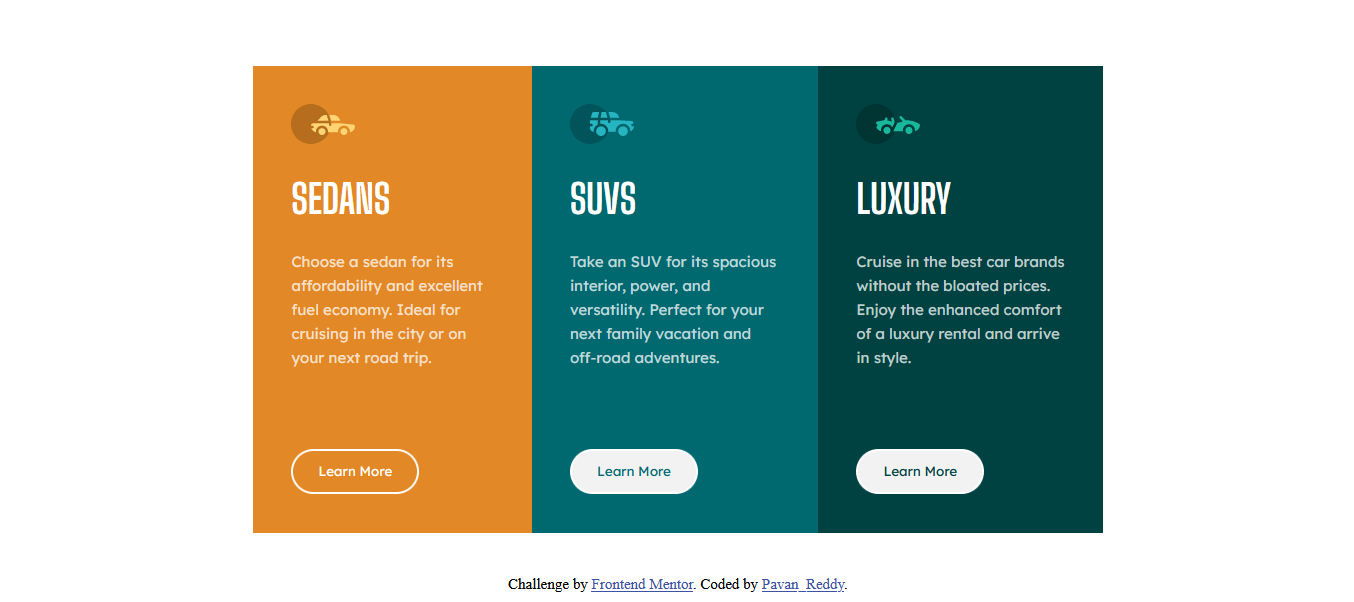 SEDANS
Choose a sedan for its
affordability and excellent
fuel economy. Ideal for
cruising in the city or on
your next road trip.
Learn More
SUVS
Take an SUV for its spacious
interior, power, and
versatility. Perfect for your
next family vacation and
off-road adventures.
Learn More
LUXURY
Cruise in the best car brands
without the bloated prices.
Enjoy the enhanced comfort
of a luxury rental and arrive
in style.
Learn More
Challenge by Frontend Mentor. Coded by Pavan_Reddy.